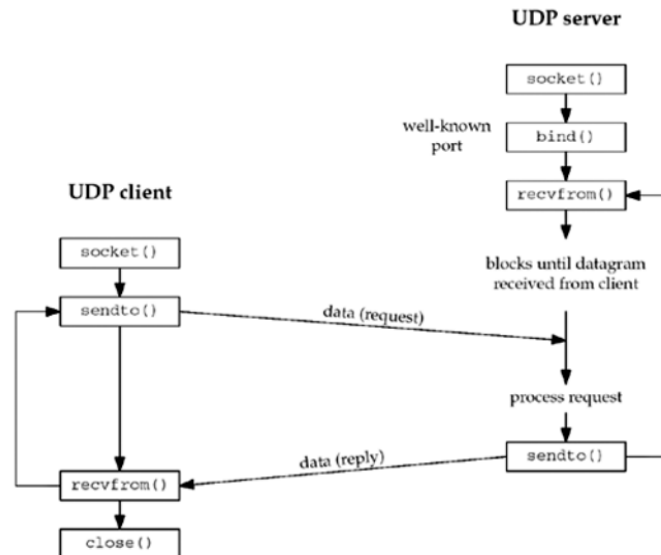 UDP server
socket()
well-known
port
bind()
UDP client
recvfrom()
socket()
blocks until datagram
received from client
sendto()
data (request)
process request
data (reply)
sendto()
recvfrom()
close()